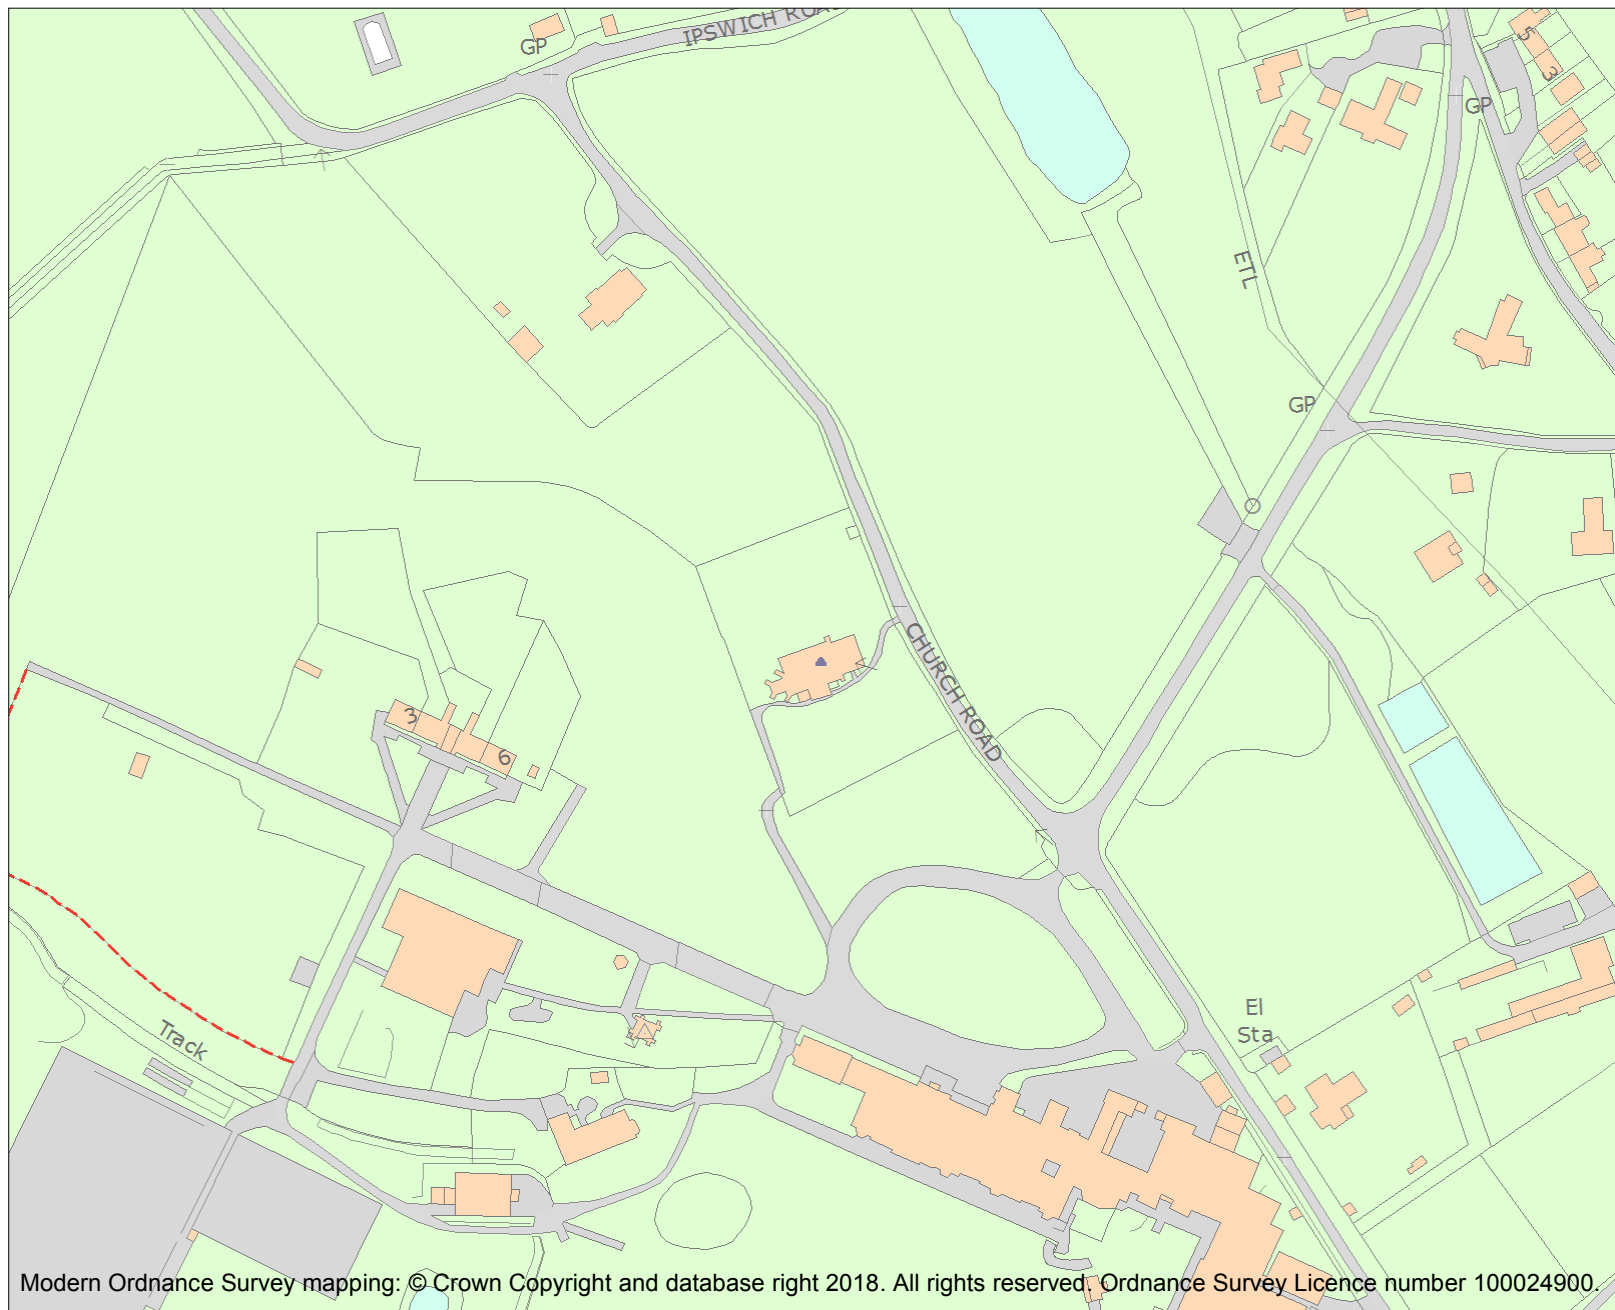 IPSWICH ROAD
GP
5
3
GP
ETL
GP
CHURCH ROAD
3
6
El
Sta
Track
Modern Ordnance Survey mapping: © Crown Copyright and database right 2018. All rights reserved. Ordnance Survey Licence number 100024900.